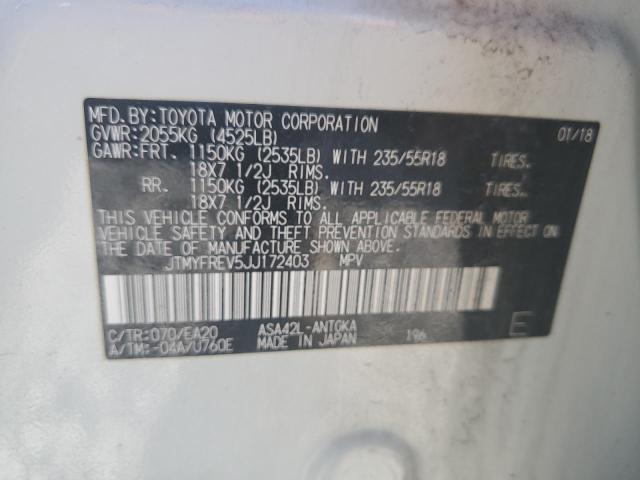 MFD.BY:TOYOTA MOTOR CORPORATION 01/18
GVWR:2055KG (4525LB)
GAWR:FRT. 1150KG (2535LB) WITH 235/55R18 TIRES.
18X7 1/2J RIMS.
RR. 1150KG (2535LB) WITH 235/55R18 TIRES.
18X7 1/2J RIMS.
THIS VEHICLE CONFORMS TO ALL APPLICABLE FEDERAL MOTOR
VEHICLE SAFETY AND THEFT PREVENTION STANDARDS IN EFFECT ON
THE DATE OF MANUFACTURE SHOWN ABOVE.
JTMYFREV5JJ172403 MPV
C/TR:070/EA20 ASA42L-ANTGKA 196 E
A/TM:-04A/U760E MADE IN JAPAN